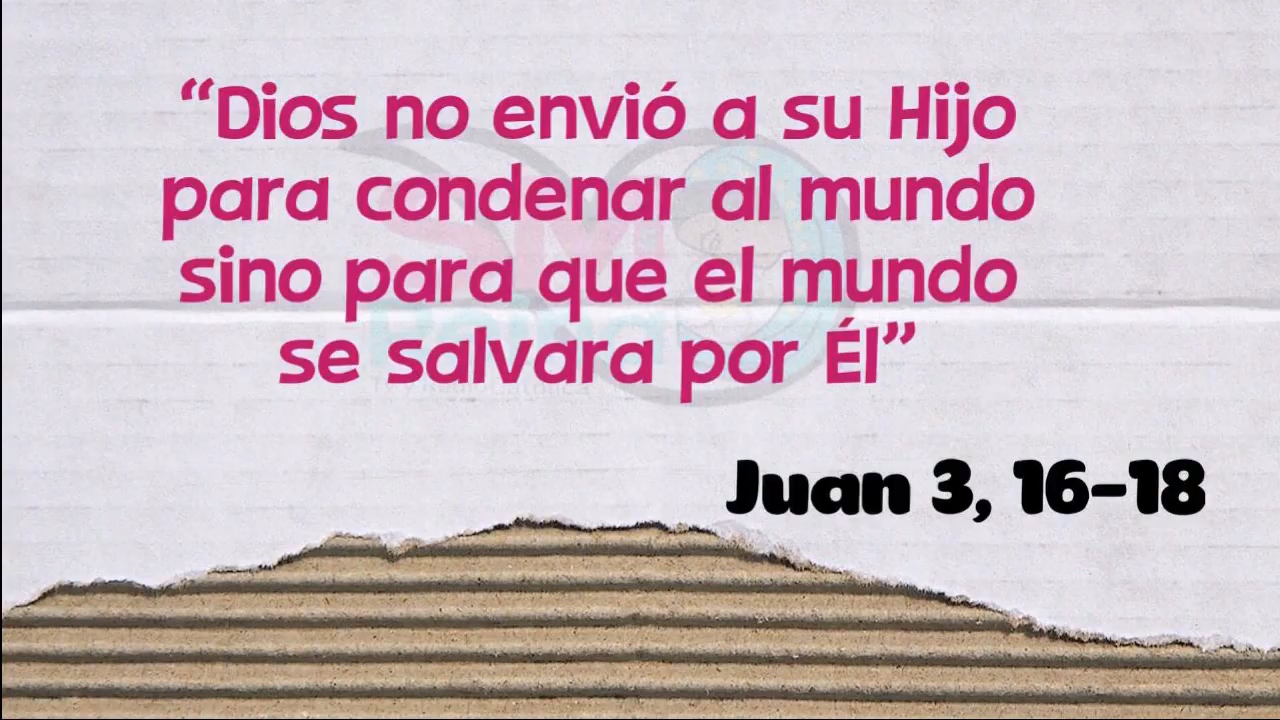 “Dios no envió a su Hijo
para condenar al mundo
sino para que el mundo
se salvara por Él”
Juan 3, 16-18